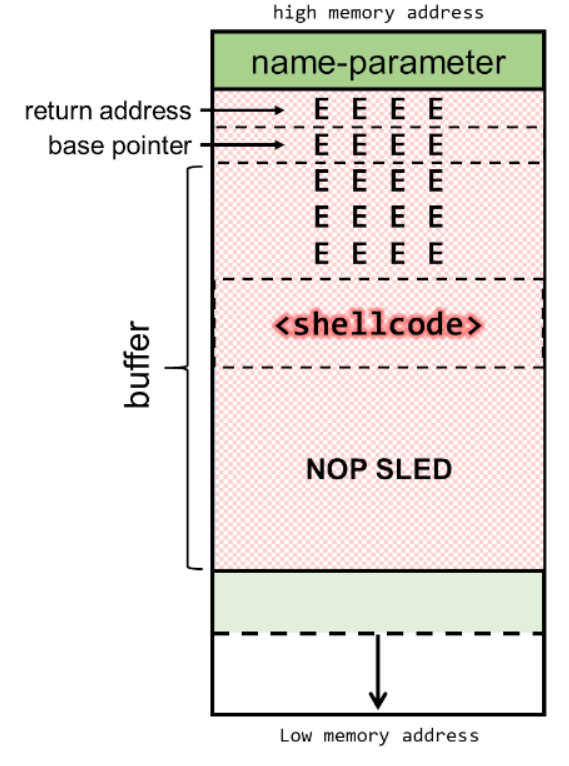 high memory address
name-parameter
return address
E E E E
base pointer
E E E E
E E E E
E E E E
E E E E
<shellcode>
buffer
NOP SLED
Low memory address